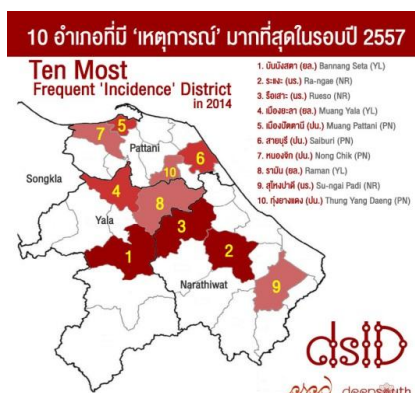 10 อำเภอที่มี 'เหตุการณ์' มากที่สุดในรอบปี 2557
Ten Most
Frequent 'Incidence' District
in 2014
1. บันนังสตา (ยล.) Bannang Seta (YL)
2. ระแงะ (นธ.) Ra-ngae (NR)
3. รือเสาะ (นธ.) Rueso (NR)
4. เมืองยะลา (ยล.) Muang Yala (YL)
5. เมืองปัตตานี (ปน.) Muang Pattani (PN)
6. สายบุรี (ปน.) Saiburi (PN)
7. หนองจิก (ปน.) Nong Chik (PN)
8. รามัน (ยล.) Raman (YL)
9. สุไหงปาดี (นธ.) Su-ngai Padi (NR)
10. ทุ่งยางแดง (ปน.) Thung Yang Daeng (PN)
5
7
Pattani
6
10
Songkla
4
8
Yala
3
1
2
Narathiwat
9
dsID
deepsouth